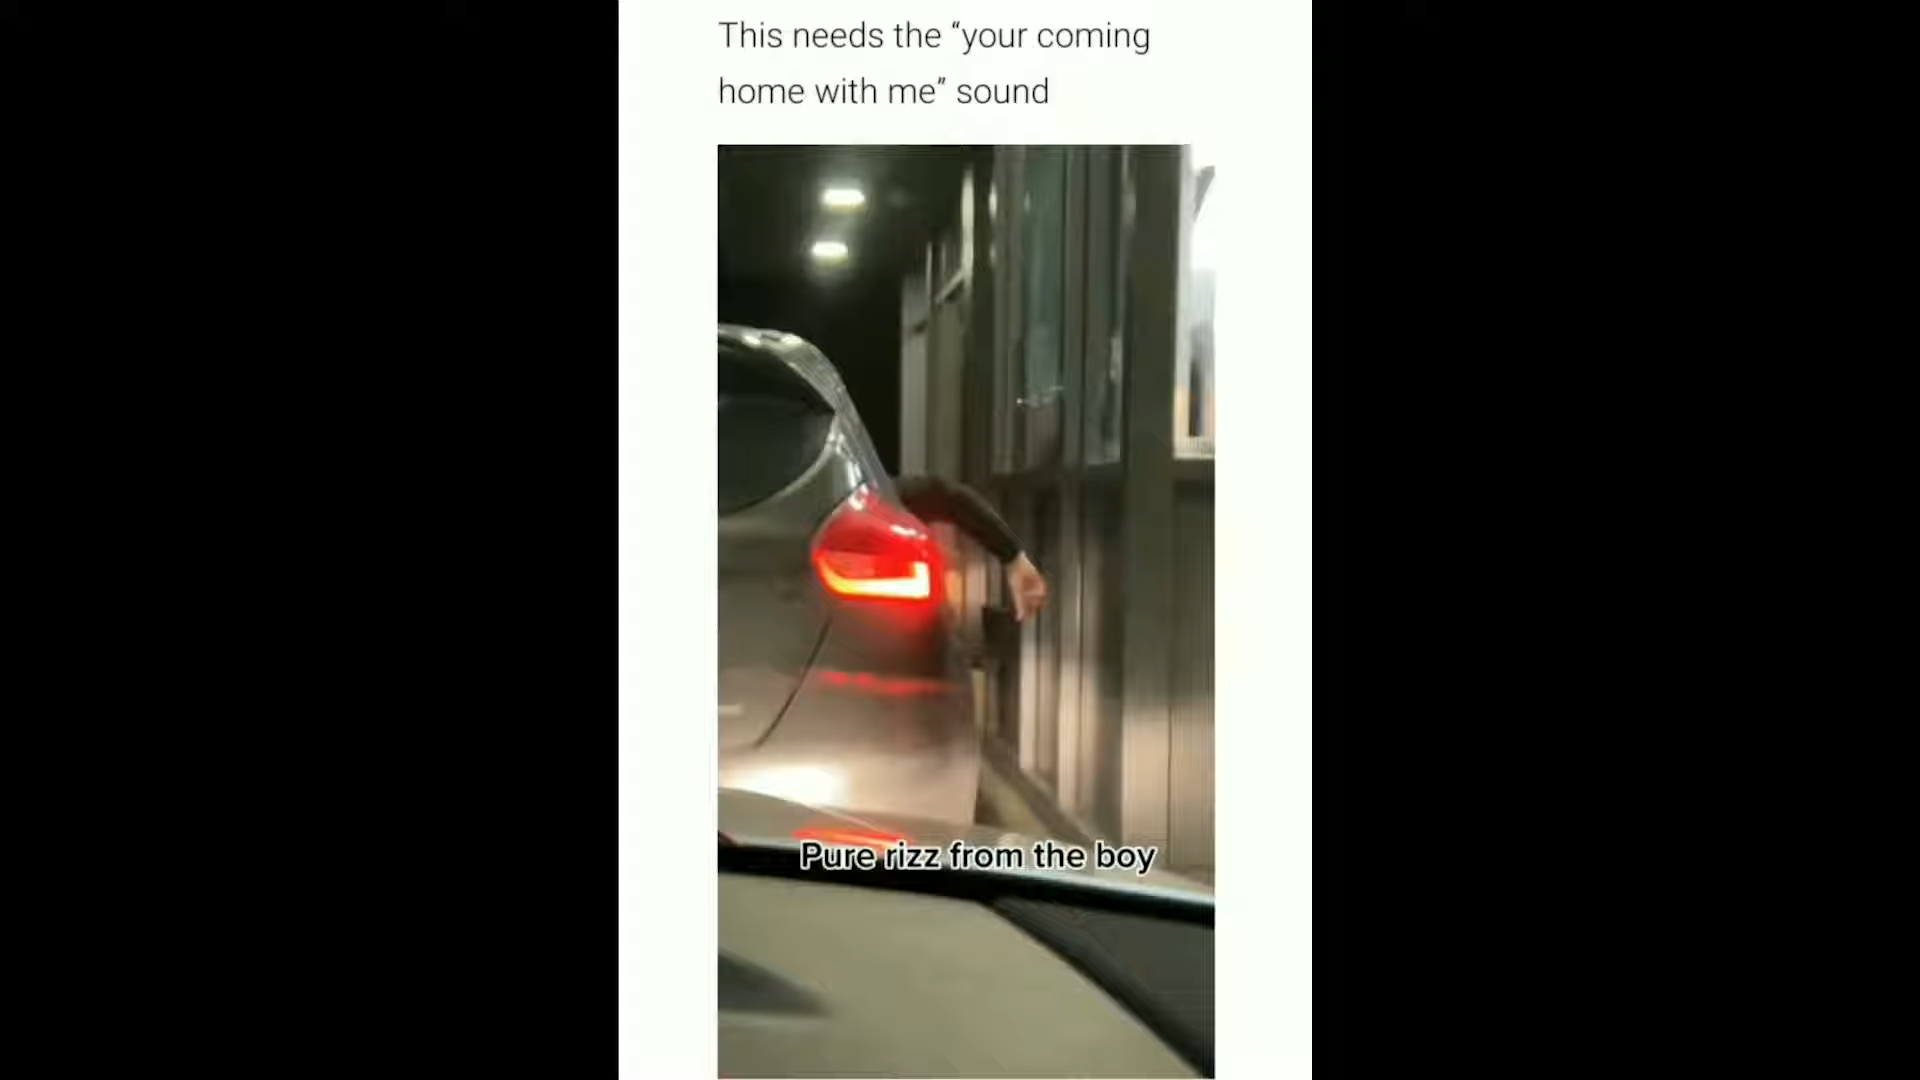 This needs the “your coming
home with me” sound
Pure rizz from the boy